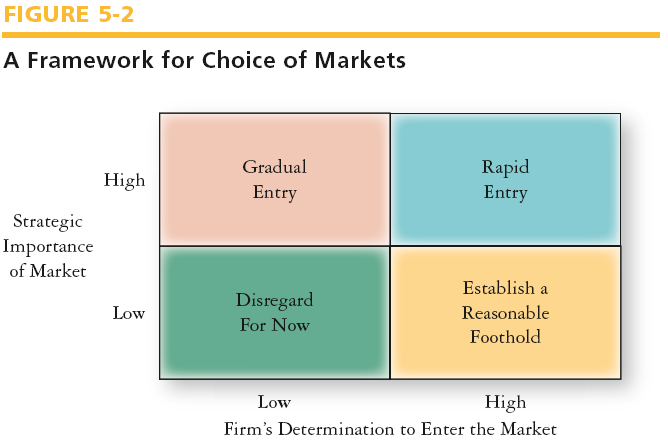 FIGURE 5-2
A Framework for Choice of Markets
Gradual
Entry
Rapid
Entry
High
Strategic
Importance
of Market
Disregard
For Now
Establish a
Reasonable
Foothold
Low
Low
High
Firm's Determination to Enter the Market